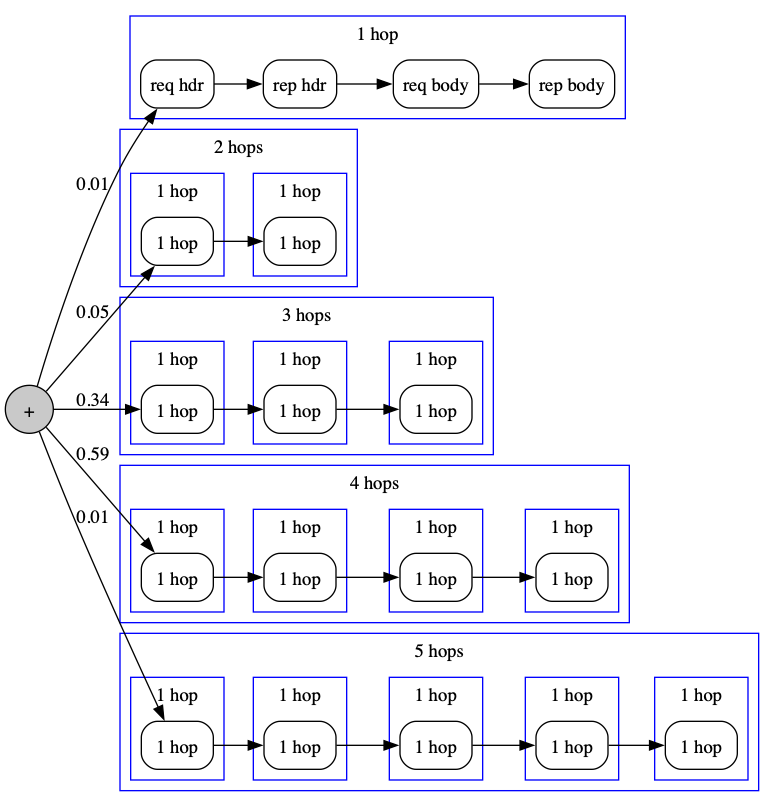 1 hop
req hdr rep hdr req body rep body
0.01
2 hops
1 hop 1 hop
1 hop 1 hop
0.05
3 hops
1 hop 1 hop 1 hop
0.34
+ 1 hop 1 hop 1 hop
0.59
4 hops
0.01
1 hop 1 hop 1 hop 1 hop
1 hop 1 hop 1 hop 1 hop
5 hops
1 hop 1 hop 1 hop 1 hop 1 hop
1 hop 1 hop 1 hop 1 hop 1 hop